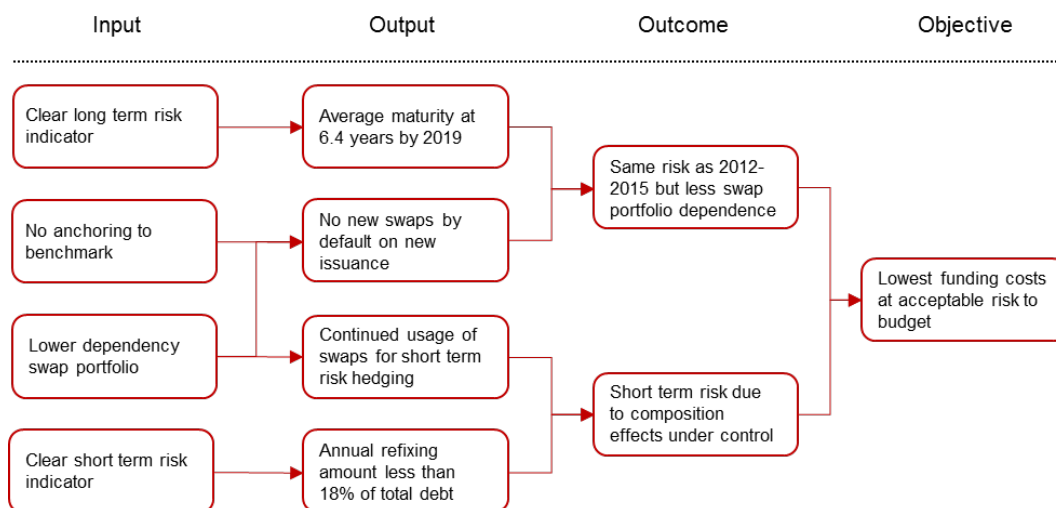 Input
Output
Outcome
Objective
Clear long term risk
indicator
Average maturity at
6.4 years by 2019
Same risk as 2012-
2015 but less swap
portfolio dependence
No anchoring to
benchmark
No new swaps by
default on new
issuance
Lowest funding costs
at acceptable risk to
budget
Lower dependency
swap portfolio
Continued usage of
swaps for short term
risk hedging
Short term risk due
to composition
effects under control
Clear short term risk
indicator
Annual refixing
amount less than
18% of total debt